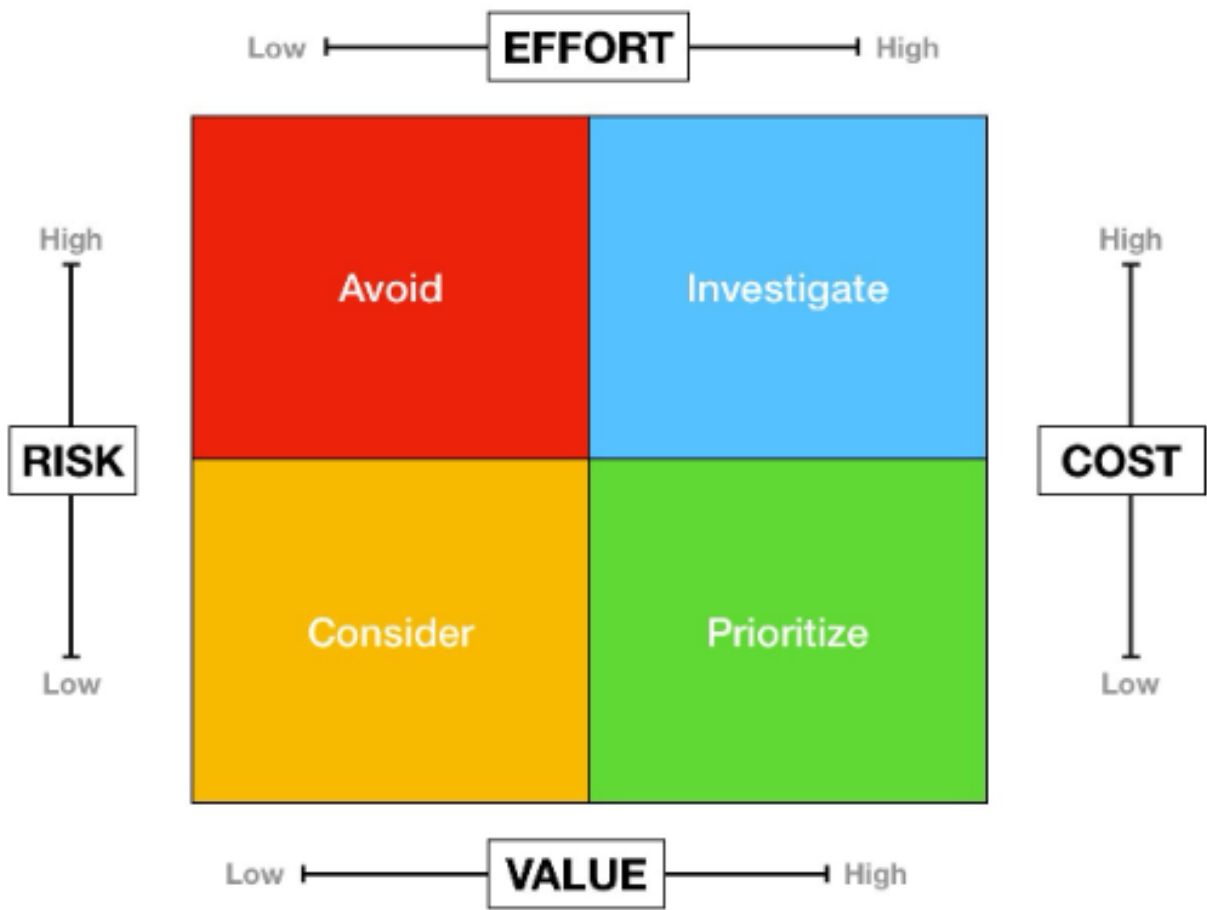 Low EFFORT High
High High
Avoid Investigate
RISK COST
Consider Prioritize
Low Low
Low VALUE High